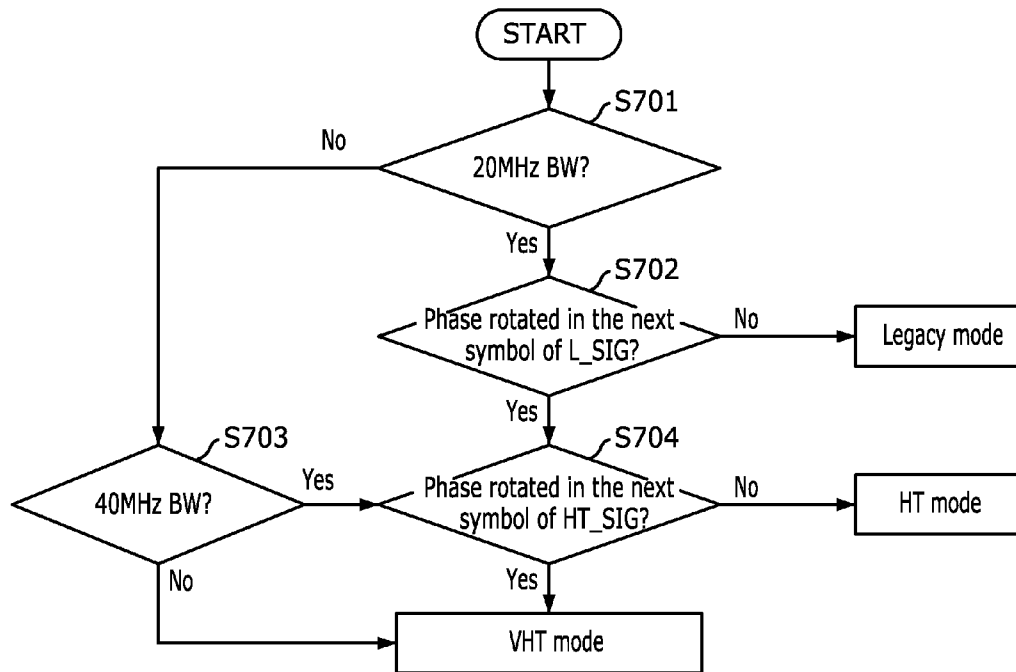 START
S701
No
20MHz BW?
Yes
S702
Phase rotated in the next
symbol of L_SIG?
No
Legacy mode
Yes
S703
S704
40MHz BW?
Yes
Phase rotated in the next
symbol of HT_SIG?
No
HT mode
No
Yes
VHT mode